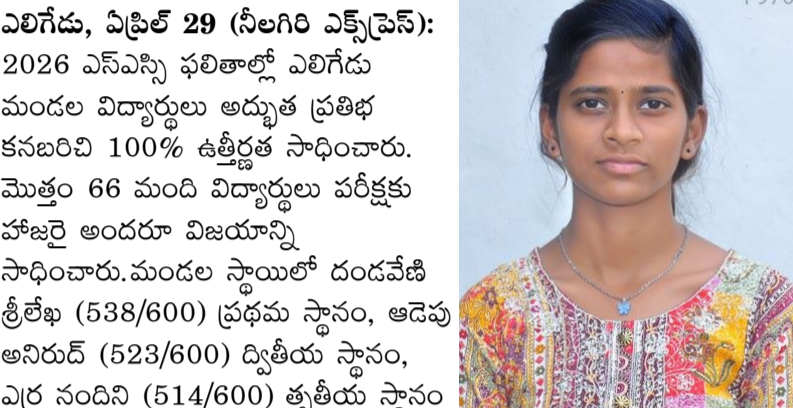 ఎలిగేడు, ఏప్రిల్ 29 (నీలగిరి ఎక్స్‌ప్రెస్):
2026 ఎస్ఎస్సి ఫలితాల్లో ఎలిగేడు
మండల విద్యార్థులు అద్భుత ప్రతిభ
కనబరిచి 100% ఉత్తీర్ణత సాధించారు.
మొత్తం 66 మంది విద్యార్థులు పరీక్షకు
హాజరై అందరూ విజయాన్ని
సాధించారు.మండల స్థాయిలో దండవేణి
శ్రీలేఖ (538/600) ప్రథమ స్థానం, ఆడెపు
అనిరుద్ (523/600) ద్వితీయ స్థానం,
ఎర్ర నందిని (514/600) తృతీయ స్థానం